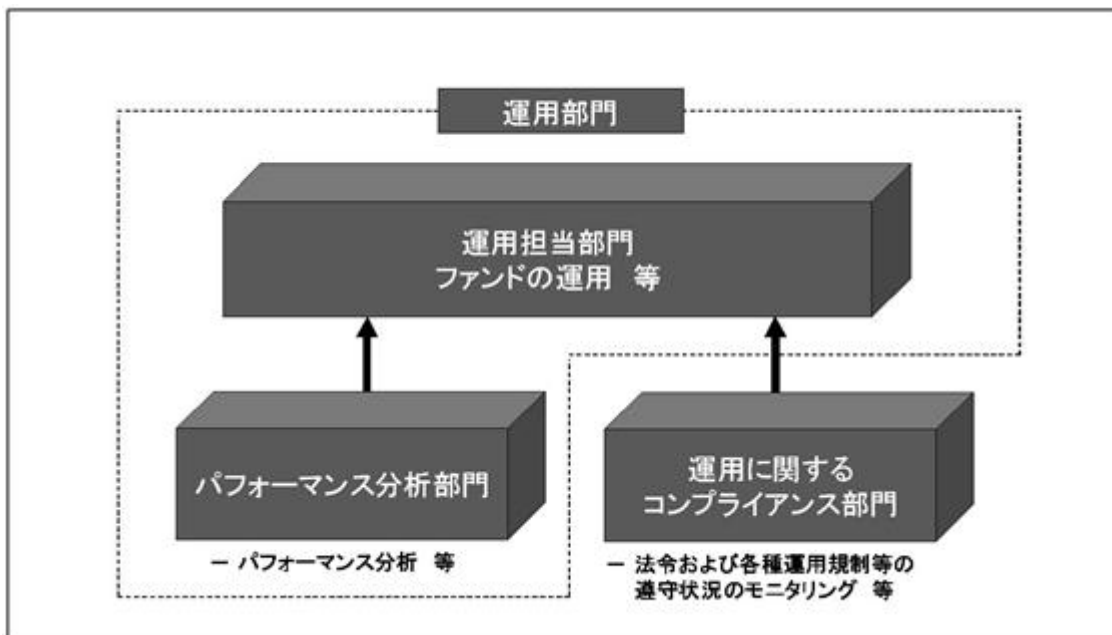 運用部門
運用担当部門
ファンドの運用 等
パフォーマンス分析部門
－ パフォーマンス分析 等
運用に関する
コンプライアンス部門
－ 法令および各種運用規制等の
遵守状況のモニタリング 等